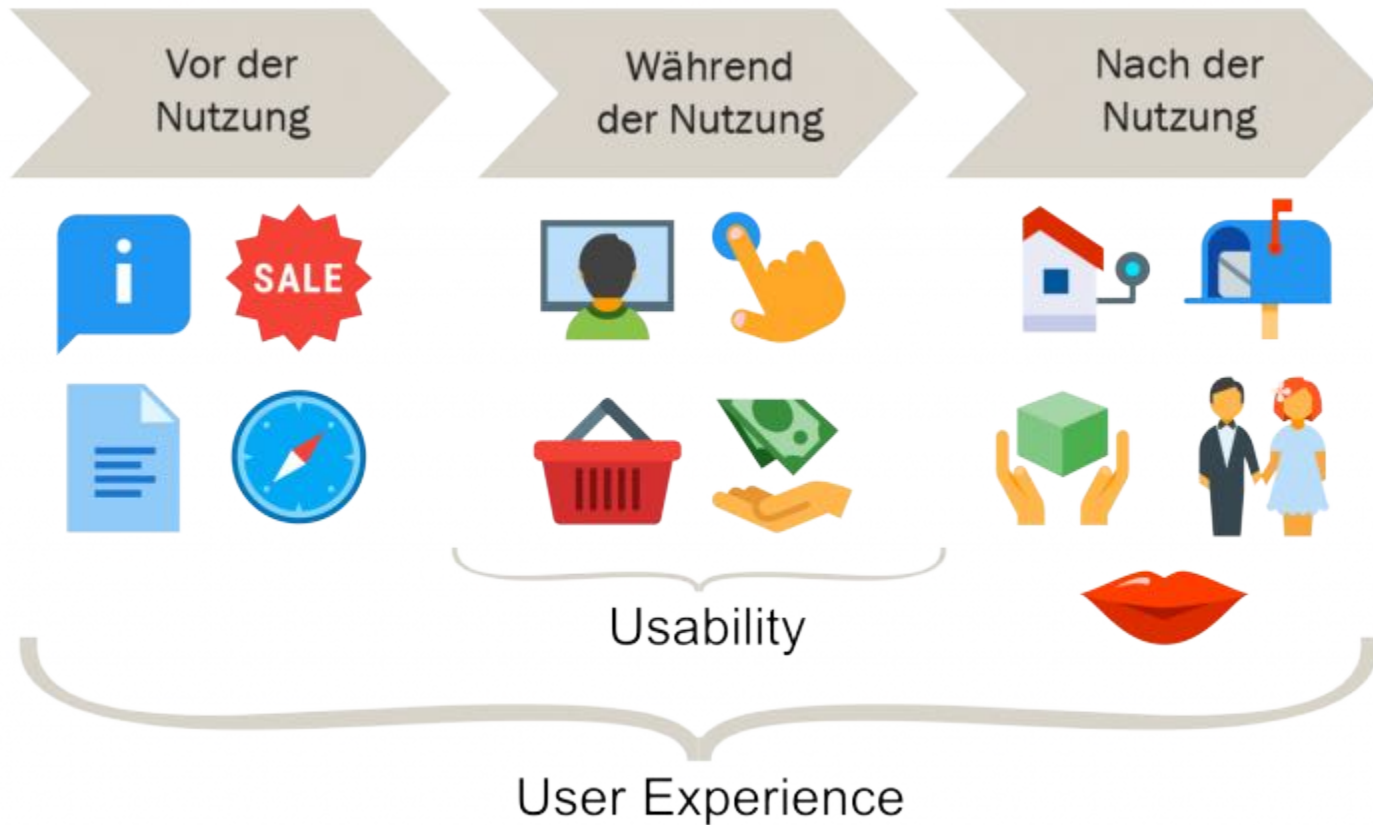 Vor der
Nutzung
Während
der Nutzung
Nach der
Nutzung
i
SALE
Usability
User Experience